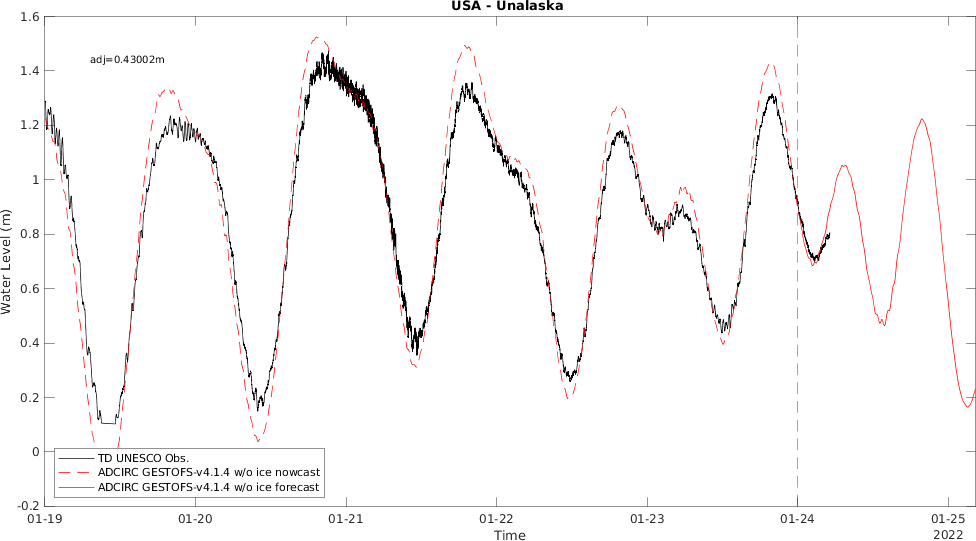 USA - Unalaska
adj=0.43002m
Water Level (m)
1.6
1.4
1.2
1
0.8
0.6
0.4
0.2
0
-0.2
TD UNESCO Obs.
ADCIRC GESTOFS-v4.1.4 w/o ice nowcast
ADCIRC GESTOFS-v4.1.4 w/o ice forecast
01-19 01-20 01-21 01-22 01-23 01-24 01-25
Time
2022